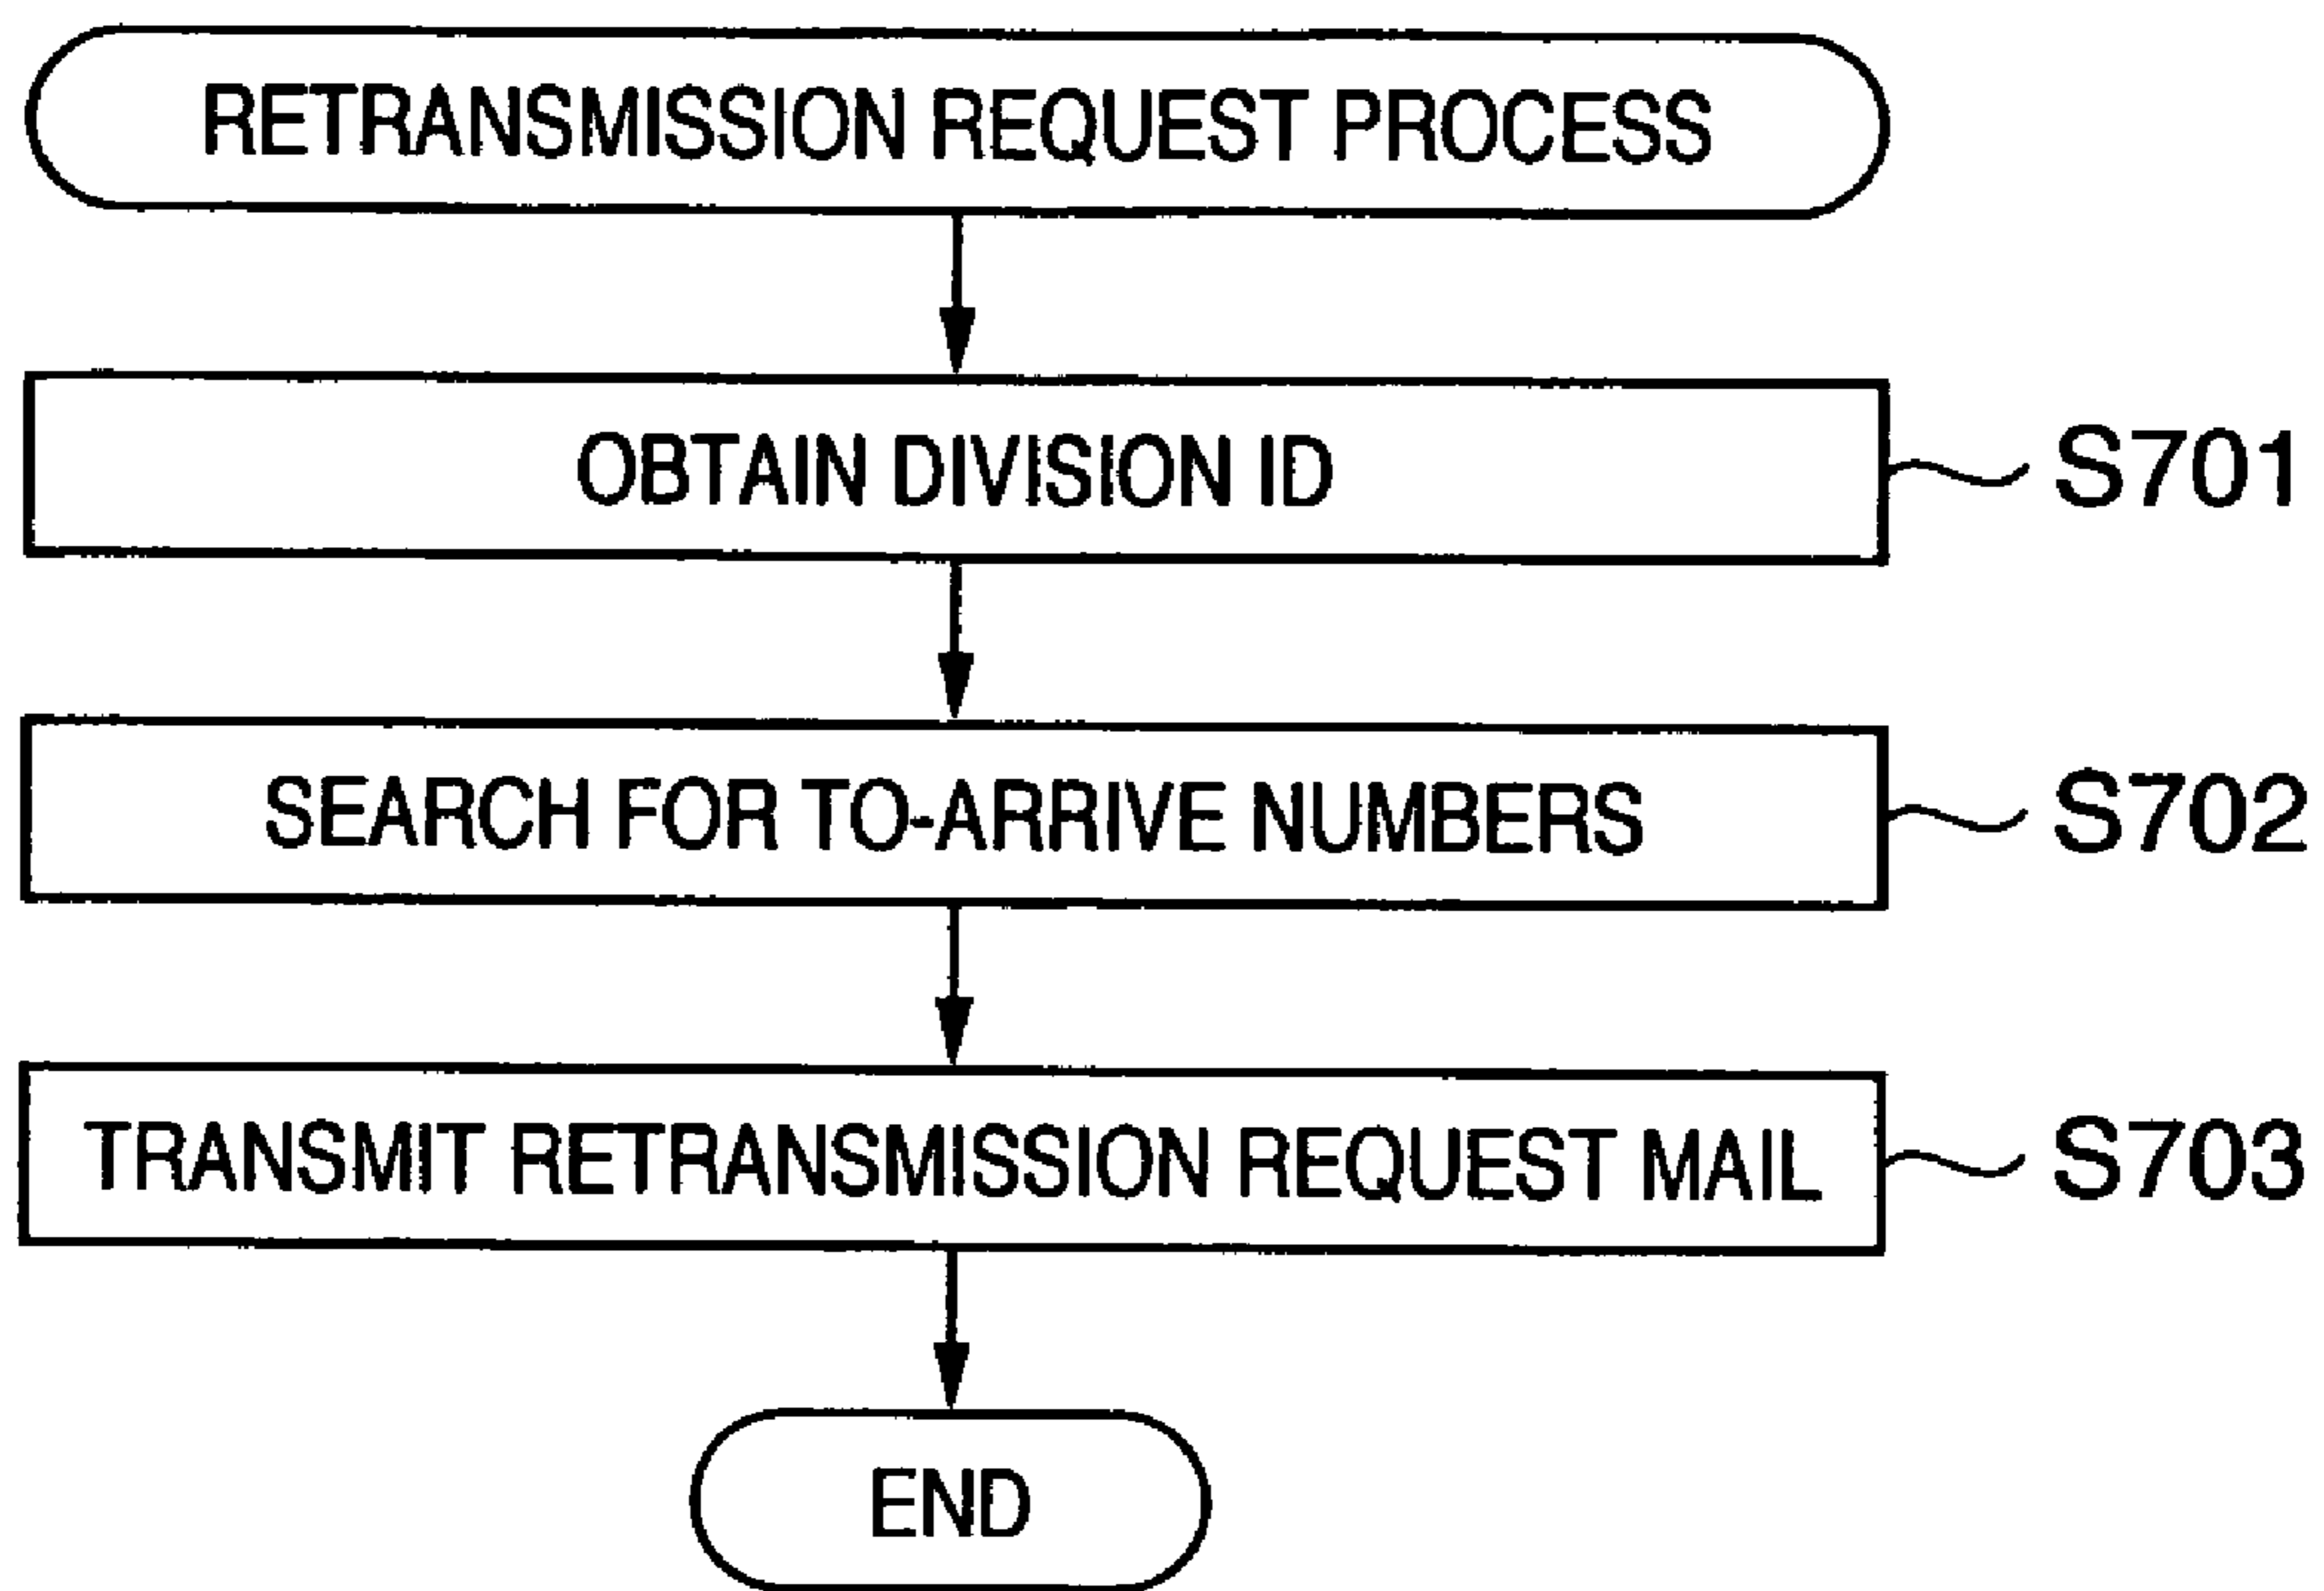 RETRANSMISSION REQUEST PROCESS
OBTAIN DIVISION ID
S701
SEARCH FOR TO-ARRIVE NUMBERS
S702
TRANSMIT RETRANSMISSION REQUEST MAIL
S703
END